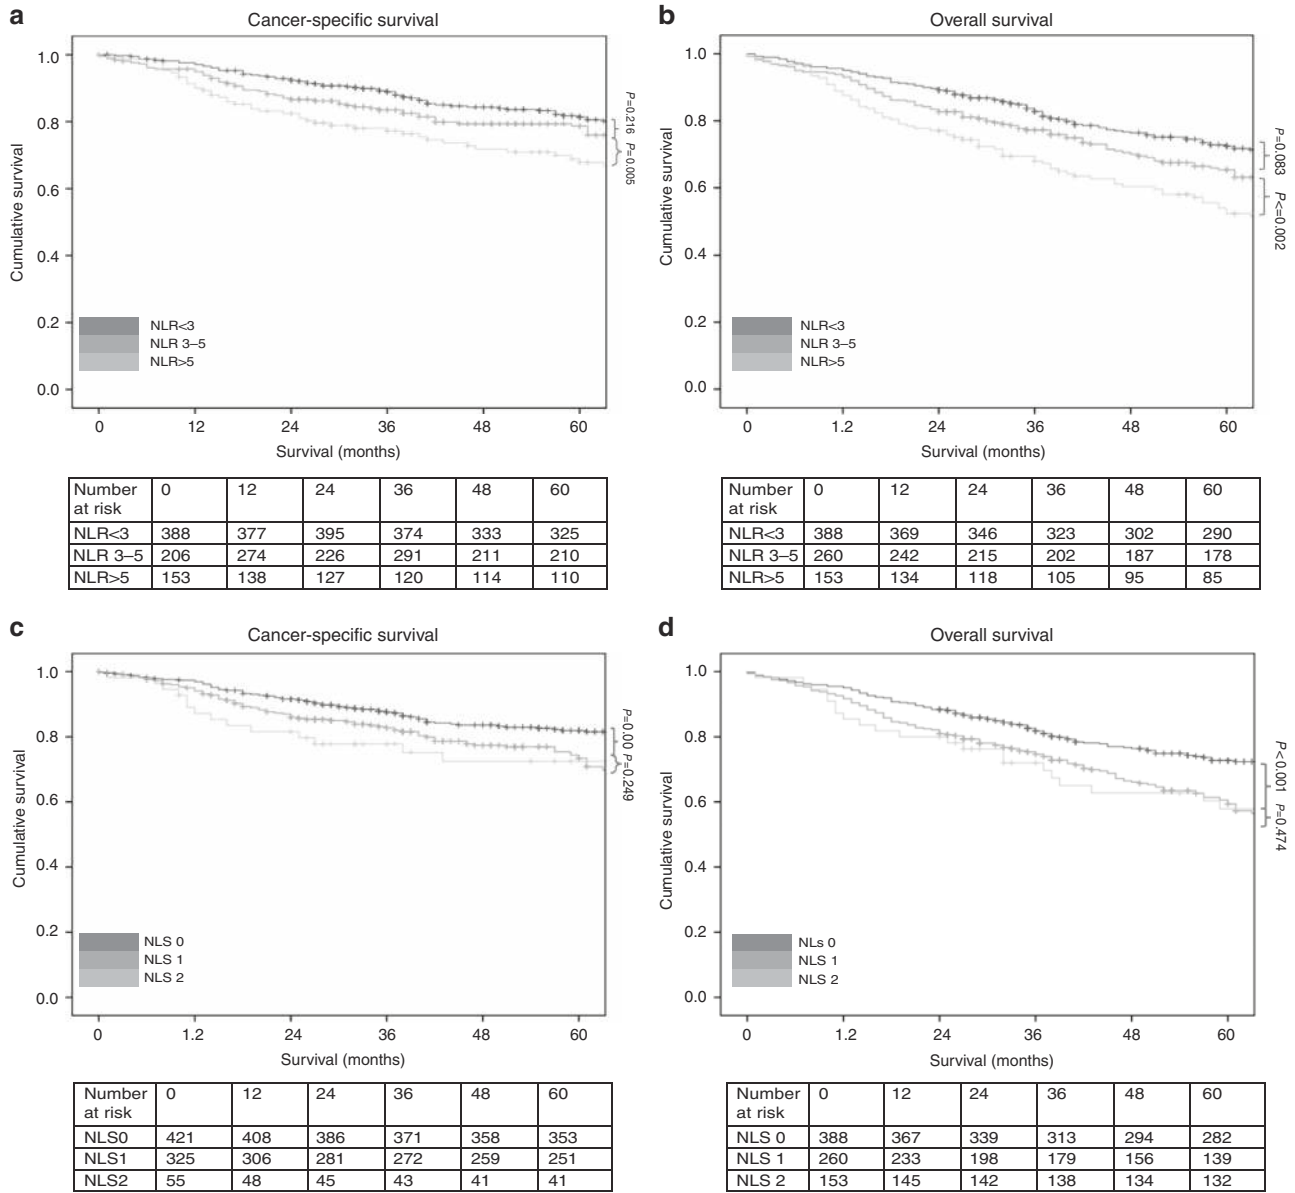 a
Cancer-specific survival
1.0
0.8
0.6
0.4
0.2
0.0
Cumulative survival
P=0.216
P=0.005
NLR<3
NLR 3–5
NLR>5
0 12 24 36 48 60
Survival (months)
Number at risk 0 12 24 36 48 60
NLR<3 388 377 395 374 333 325
NLR 3–5 206 274 226 291 211 210
NLR>5 153 138 127 120 114 110
b
Overall survival
1.0
0.8
0.6
0.4
0.2
0.0
Cumulative survival
P=0.083
P<=0.002
NLR<3
NLR 3–5
NLR>5
0 1.2 24 36 48 60
Survival (months)
Number at risk 0 12 24 36 48 60
NLR<3 388 369 346 323 302 290
NLR 3–5 260 242 215 202 187 178
NLR>5 153 134 118 105 95 85
c
Cancer-specific survival
1.0
0.8
0.6
0.4
0.2
0.0
Cumulative survival
P=0.00
P=0.249
NLS 0
NLS 1
NLS 2
0 1.2 24 36 48 60
Survival (months)
Number at risk 0 12 24 36 48 60
NLS0 421 408 386 371 358 353
NLS1 325 306 281 272 259 251
NLS2 55 48 45 43 41 41
d
Overall survival
1.0
0.8
0.6
0.4
0.2
0.0
Cumulative survival
P<0.001
P=0.474
NLs 0
NLS 1
NLS 2
0 1.2 24 36 48 60
Survival (months)
Number at risk 0 12 24 36 48 60
NLS 0 388 367 339 313 294 282
NLS 1 260 233 198 179 156 139
NLS 2 153 145 142 138 134 132